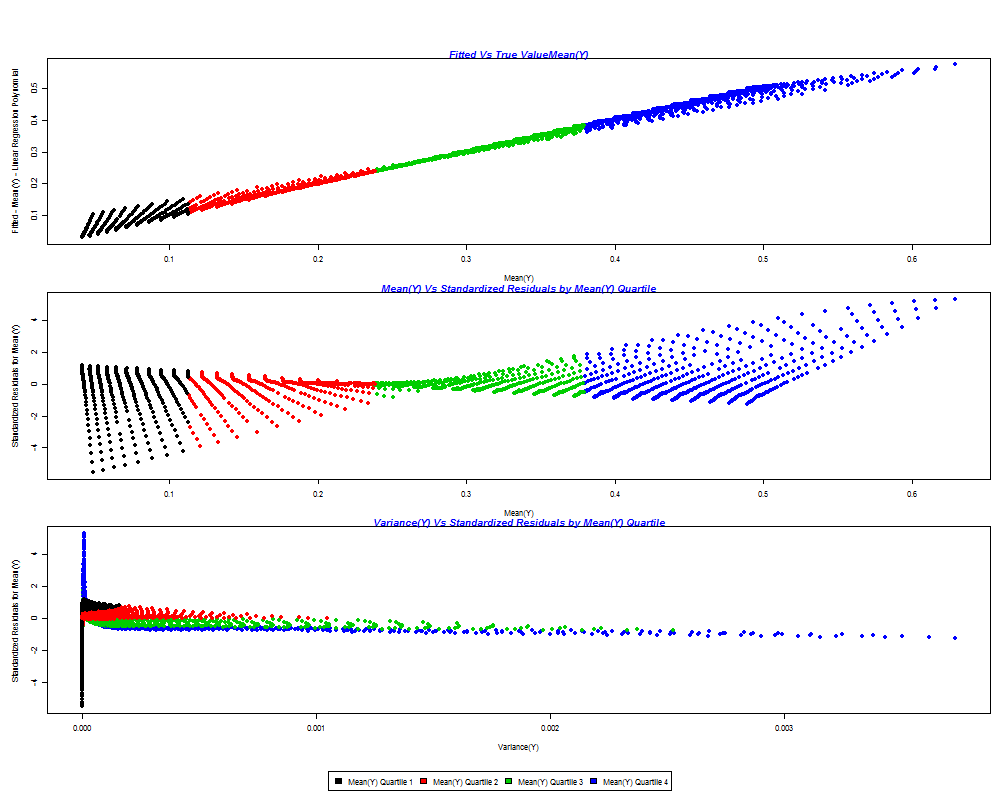 Fitted Vs True ValueMean(Y)
Fitted - Mean(Y) - Linear Regression Polynomial
0.1 0.2 0.3 0.4 0.5
0.1 0.2 0.3 0.4 0.5 0.6
Mean(Y)
Mean(Y) Vs Standardized Residuals by Mean(Y) Quartile
Standardized Residuals for Mean(Y)
-4 -2 0 2 4
0.1 0.2 0.3 0.4 0.5 0.6
Mean(Y)
Variance(Y) Vs Standardized Residuals by Mean(Y) Quartile
Standardized Residuals for Mean(Y)
-4 -2 0 2 4
0.000 0.001 0.002 0.003
Variance(Y)
Mean(Y) Quartile 1 Mean(Y) Quartile 2 Mean(Y) Quartile 3 Mean(Y) Quartile 4